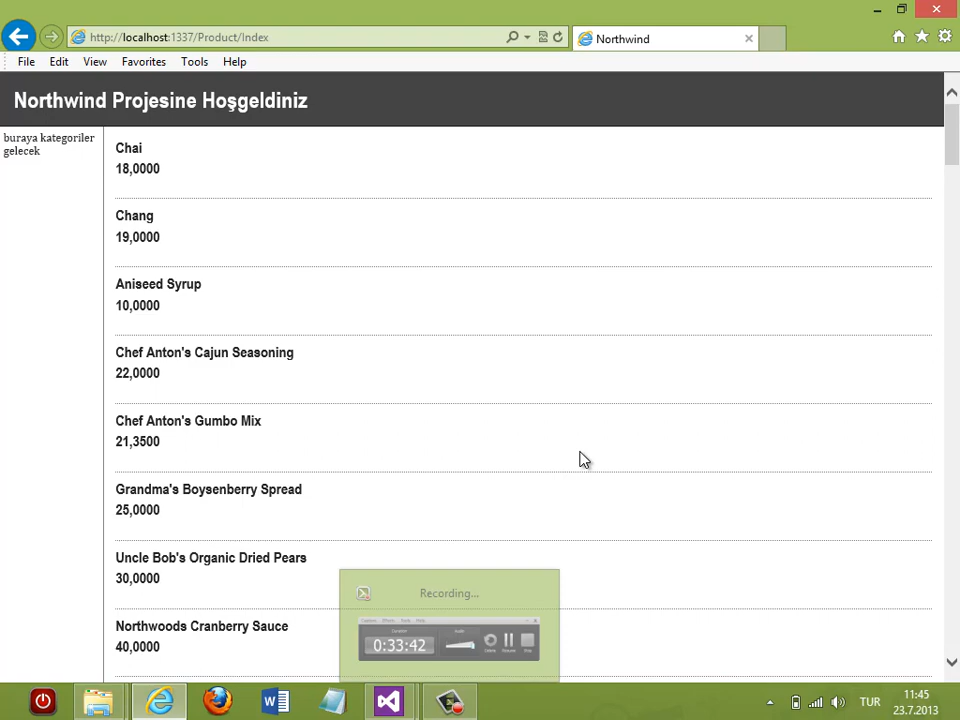 http://localhost:1337/Product/Index
Northwind
File Edit View Favorites Tools Help
Northwind Projesine Hoşgeldiniz
buraya kategoriler
gelecek
Chai
18,0000
Chang
19,0000
Aniseed Syrup
10,0000
Chef Anton's Cajun Seasoning
22,0000
Chef Anton's Gumbo Mix
21,3500
Grandma's Boysenberry Spread
25,0000
Uncle Bob's Organic Dried Pears
30,0000
Northwoods Cranberry Sauce
40,0000
Recording...
0:33:42
TUR
11:45
23.7.2013